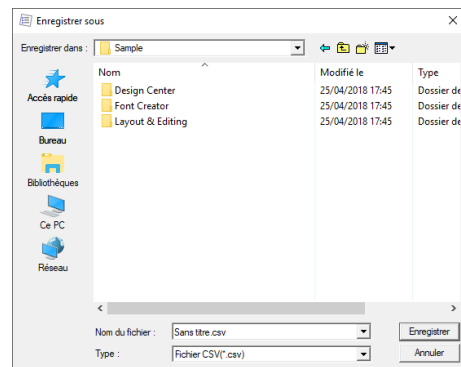 Enregistrer sous
Enregistrer dans : Sample
Nom Modifié le Type
Design Center 25/04/2018 17:45 Dossier de
Font Creator 25/04/2018 17:45 Dossier de
Layout & Editing 25/04/2018 17:45 Dossier de
Accès rapide
Bureau
Bibliothèques
Ce PC
Réseau
Nom du fichier : Sans titre.csv Enregistrer
Type : Fichier CSV(*.csv) Annuler